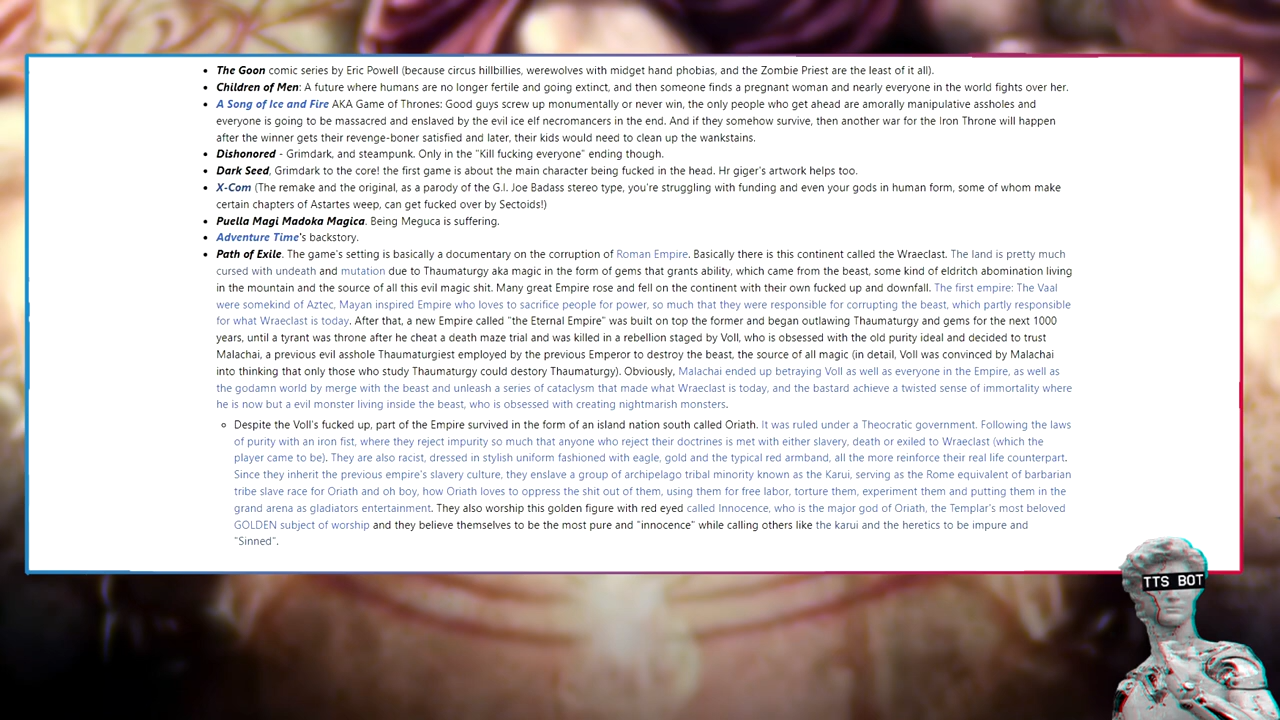 • The Goon comic series by Eric Powell (because circus hillbillies, werewolves with midget hand phobias, and the Zombie Priest are the least of it all).
• Children of Men: A future where humans are no longer fertile and going extinct, and then someone finds a pregnant woman and nearly everyone in the world fights over her.
• A Song of Ice and Fire AKA Game of Thrones: Good guys screw up monumentally or never win, the only people who get ahead are amorally manipulative assholes and
everyone is going to be massacred and enslaved by the evil ice elf necromancers in the end. And if they somehow survive, then another war for the Iron Throne will happen
after the winner gets their revenge-boner satisfied and later, their kids would need to clean up the wankstains.
• Dishonored - Grimdark, and steampunk. Only in the "Kill fucking everyone" ending though.
• Dark Seed, Grimdark to the core! the first game is about the main character being fucked in the head. Hr giger's artwork helps too.
• X-Com (The remake and the original, as a parody of the G.I. Joe Badass stereo type, you're struggling with funding and even your gods in human form, some of whom make
certain chapters of Astartes weep, can get fucked over by Sectoids!)
• Puella Magi Madoka Magica. Being Meguca is suffering.
• Adventure Time's backstory.
• Path of Exile. The game's setting is basically a documentary on the corruption of Roman Empire. Basically there is this continent called the Wraeclast. The land is pretty much
cursed with undeath and mutation due to Thaumaturgy aka magic in the form of gems that grants ability, which came from the beast, some kind of eldritch abomination living
in the mountain and the source of all this evil magic shit. Many great Empire rose and fell on the continent with their own fucked up and downfall. The first empire: The Vaal
were somekind of Aztec, Mayan inspired Empire who loves to sacrifice people for power, so much that they were responsible for corrupting the beast, which partly responsible
for what Wraeclast is today. After that, a new Empire called "the Eternal Empire" was built on top the former and began outlawing Thaumaturgy and gems for the next 1000
years, until a tyrant was throne after he cheat a death maze trial and was killed in a rebellion staged by Voll, who is obsessed with the old purity ideal and decided to trust
Malachai, a previous evil asshole Thaumaturgiest employed by the previous Emperor to destroy the beast, the source of all magic (in detail, Voll was convinced by Malachai
into thinking that only those who study Thaumaturgy could destory Thaumaturgy). Obviously, Malachai ended up betraying Voll as well as everyone in the Empire, as well as
the godamn world by merge with the beast and unleash a series of cataclysm that made what Wraeclast is today, and the bastard achieve a twisted sense of immortality where
he is now but a evil monster living inside the beast, who is obsessed with creating nightmarish monsters.
○ Despite the Voll's fucked up, part of the Empire survived in the form of an island nation south called Oriath. It was ruled under a Theocratic government. Following the laws
of purity with an iron fist, where they reject impurity so much that anyone who reject their doctrines is met with either slavery, death or exiled to Wraeclast (which the
player came to be). They are also racist, dressed in stylish uniform fashioned with eagle, gold and the typical red armband, all the more reinforce their real life counterpart.
Since they inherit the previous empire's slavery culture, they enslave a group of archipelago tribal minority known as the Karui, serving as the Rome equivalent of barbarian
tribe slave race for Oriath and oh boy, how Oriath loves to oppress the shit out of them, using them for free labor, torture them, experiment them and putting them in the
grand arena as gladiators entertainment. They also worship this golden figure with red eyed called Innocence, who is the major god of Oriath, the Templar's most beloved
GOLDEN subject of worship and they believe themselves to be the most pure and "innocence" while calling others like the karui and the heretics to be impure and
"Sinned".
TTS BOT